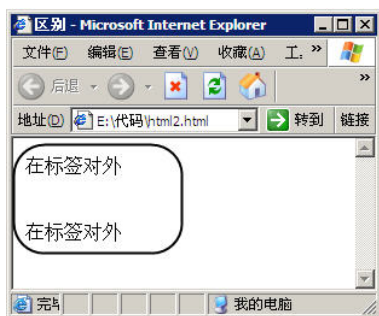 区别 - Microsoft Internet Explorer
文件(F) 编辑(E) 查看(V) 收藏(A) 工. »
后退 »
地址(D) E:\代码\html2.html 转到 链接
在标签对外
在标签对外
我的电脑